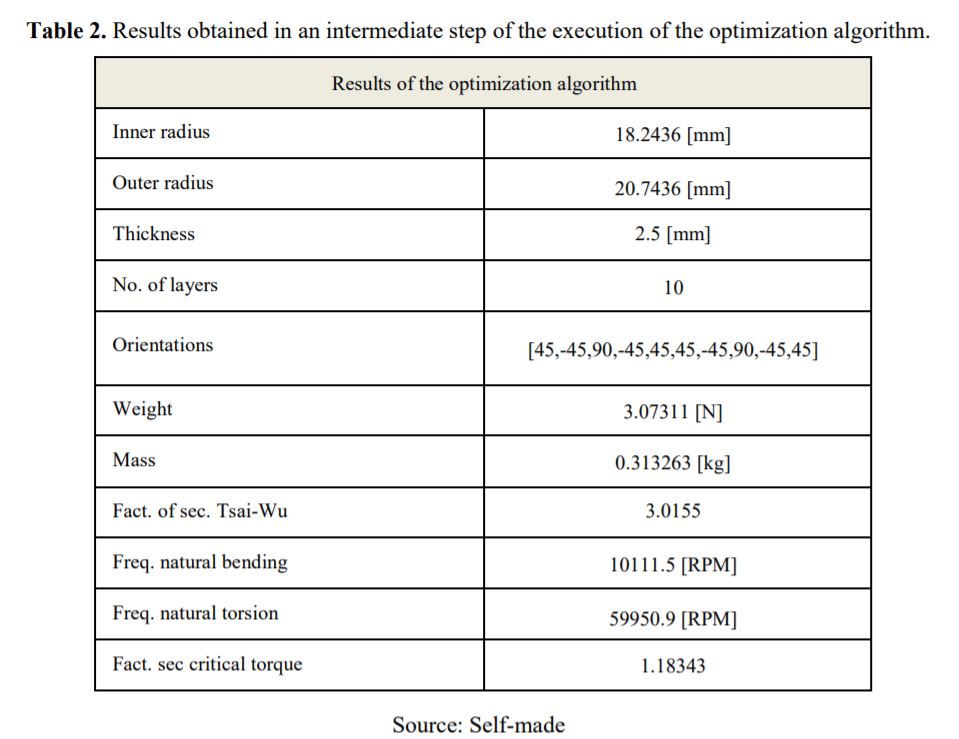 Table 2. Results obtained in an intermediate step of the execution of the optimization algorithm.
Results of the optimization algorithm
Inner radius 18.2436 [mm]
Outer radius 20.7436 [mm]
Thickness 2.5 [mm]
No. of layers 10
Orientations [45,-45,90,-45,45,45,-45,90,-45,45]
Weight 3.07311 [N]
Mass 0.313263 [kg]
Fact. of sec. Tsai-Wu 3.0155
Freq. natural bending 10111.5 [RPM]
Freq. natural torsion 59950.9 [RPM]
Fact. sec critical torque 1.18343
Source: Self-made